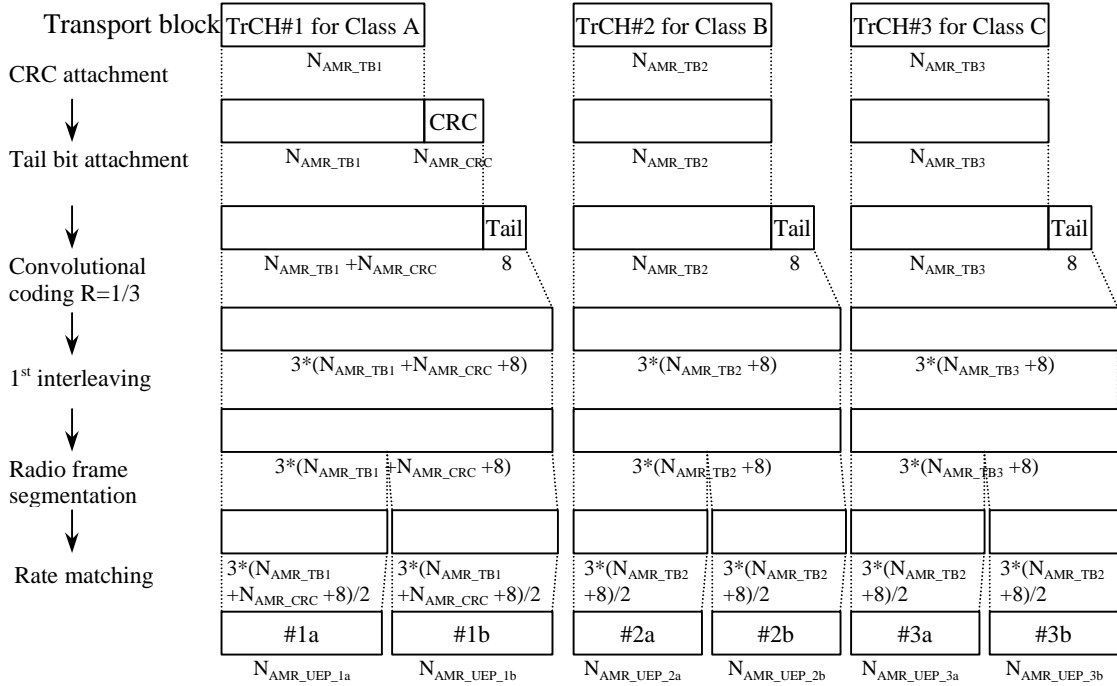 Transport block TrCH#1 for Class A TrCH#2 for Class B TrCH#3 for Class C
N_AMR_TB1 N_AMR_TB2 N_AMR_TB3
CRC attachment
CRC
N_AMR_TB1 N_AMR_CRC N_AMR_TB2 N_AMR_TB3
Tail bit attachment
Tail Tail Tail
N_AMR_TB1 +N_AMR_CRC 8 N_AMR_TB2 8 N_AMR_TB3 8
Convolutional
coding R=1/3
3*(N_AMR_TB1 +N_AMR_CRC +8) 3*(N_AMR_TB2 +8) 3*(N_AMR_TB3 +8)
1st interleaving
3*(N_AMR_TB1 +N_AMR_CRC +8) 3*(N_AMR_TB2 +8) 3*(N_AMR_TB3 +8)
Radio frame
segmentation
Rate matching
3*(N_AMR_TB1 3*(N_AMR_TB1 3*(N_AMR_TB2 3*(N_AMR_TB2 3*(N_AMR_TB2 3*(N_AMR_TB2
+N_AMR_CRC +8)/2 +N_AMR_CRC +8)/2 +8)/2 +8)/2 +8)/2 +8)/2
#1a #1b #2a #2b #3a #3b
N_AMR_UEP_1a N_AMR_UEP_1b N_AMR_UEP_2a N_AMR_UEP_2b N_AMR_UEP_3a N_AMR_UEP_3b